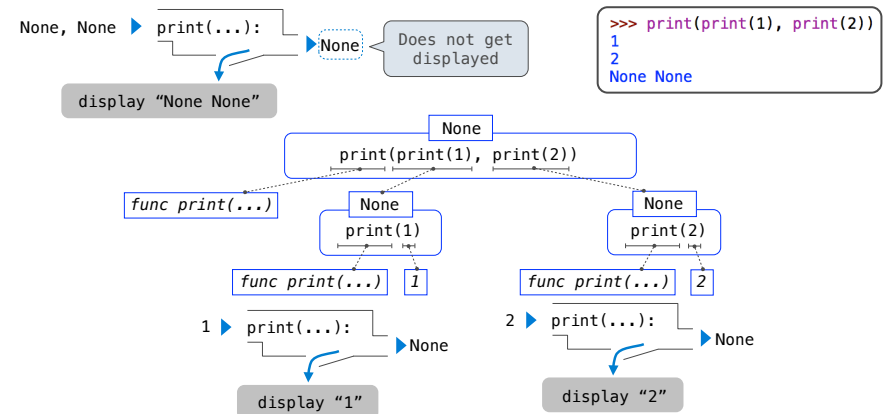 None, None
print(...):
None
Does not get
displayed
display “None None”
>>> print(print(1), print(2))
1
2
None None
None
print(print(1), print(2))
func print(...)
None
print(1)
None
print(2)
func print(...)
1
func print(...)
2
1
print(...):
None
display “1”
2
print(...):
None
display “2”